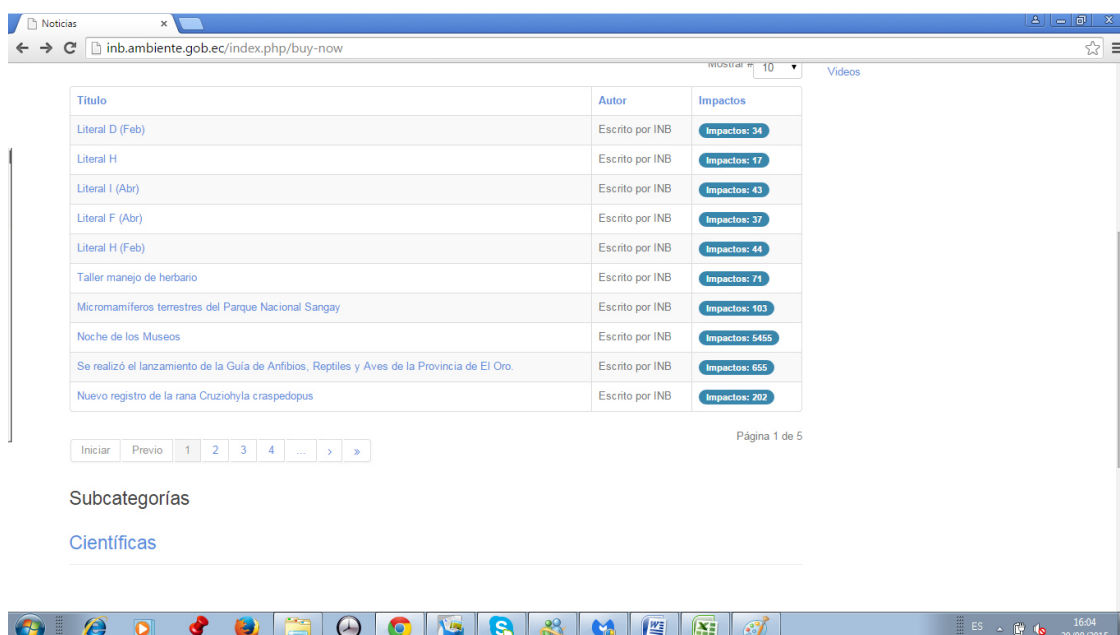 Noticias
inb.ambiente.gob.ec/index.php/buy-now
Mostrar # 10
Videos
Título Autor Impactos
Literal D (Feb) Escrito por INB Impactos: 34
Literal H Escrito por INB Impactos: 17
Literal I (Abr) Escrito por INB Impactos: 43
Literal F (Abr) Escrito por INB Impactos: 37
Literal H (Feb) Escrito por INB Impactos: 44
Taller manejo de herbario Escrito por INB Impactos: 71
Micromamíferos terrestres del Parque Nacional Sangay Escrito por INB Impactos: 103
Noche de los Museos Escrito por INB Impactos: 5455
Se realizó el lanzamiento de la Guía de Anfibios, Reptiles y Aves de la Provincia de El Oro. Escrito por INB Impactos: 655
Nuevo registro de la rana Cruziohyla craspedopus Escrito por INB Impactos: 202
Página 1 de 5
Iniciar Previo 1 2 3 4 ... › »
Subcategorías
Científicas
ES 16:04